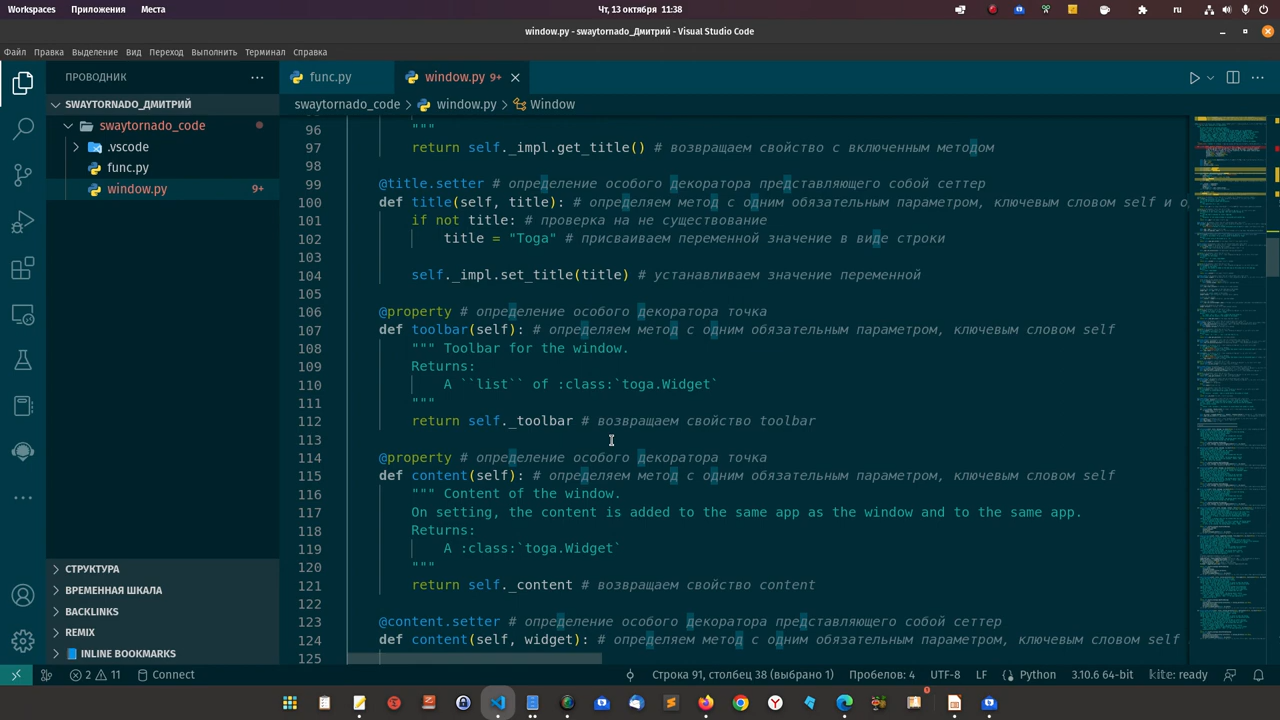 Workspaces Приложения Места Чт, 13 октября 11:38 ru
window.py - swaytornado_Дмитрий - Visual Studio Code
Файл Правка Выделение Вид Переход Выполнить Терминал Справка
ПРОВОДНИК
func.py
window.py 9+
SWAYTORNADO_ДМИТРИЙ
swaytornado_code > window.py > Window
swaytornado_code
.vscode
func.py
window.py 9+
96 """
97 return self._impl.get_title() # возвращаем свойство с включенным методом
98
99 @title.setter # определение особого декоратора представляющего собой сеттер
100 def title(self, title): # определяем метод с одним обязательным параметром, ключевым словом self и о
101 if not title: # проверка на не существование
102 title = "Toga" # присваиваем переменной значение в виде строки
103
104 self._impl.set_title(title) # устанавливаем значение переменной
105
106 @property # определение особого декоратора точка
107 def toolbar(self): # определяем метод с одним обязательным параметром, ключевым словом self
108 """ Toolbar for the window.
109 Returns:
110 A ``list`` of :class:`toga.Widget`
111 """
112 return self._toolbar # возвращаем свойство toolbar
113
114 @property # определение особого декоратора точка
115 def content(self): # определяем метод с одним обязательным параметром, ключевым словом self
116 """ Content of the window.
117 On setting, the content is added to the same app as the window and to the same app.
118 Returns:
119 A :class:`toga.Widget`
120 """
121 return self._content # возвращаем свойство content
122
123 @content.setter # определение особого декоратора представляющего собой сеттер
124 def content(self, widget): # определяем метод с одним обязательным параметром, ключевым словом self
125
СТРУКТУРА
ВРЕМЕННАЯ ШКАЛА
BACKLINKS
REMIX
INLINE BOOKMARKS
2 11 Connect Строка 91, столбец 38 (выбрано 1) Пробелов: 4 UTF-8 LF Python 3.10.6 64-bit kite: ready